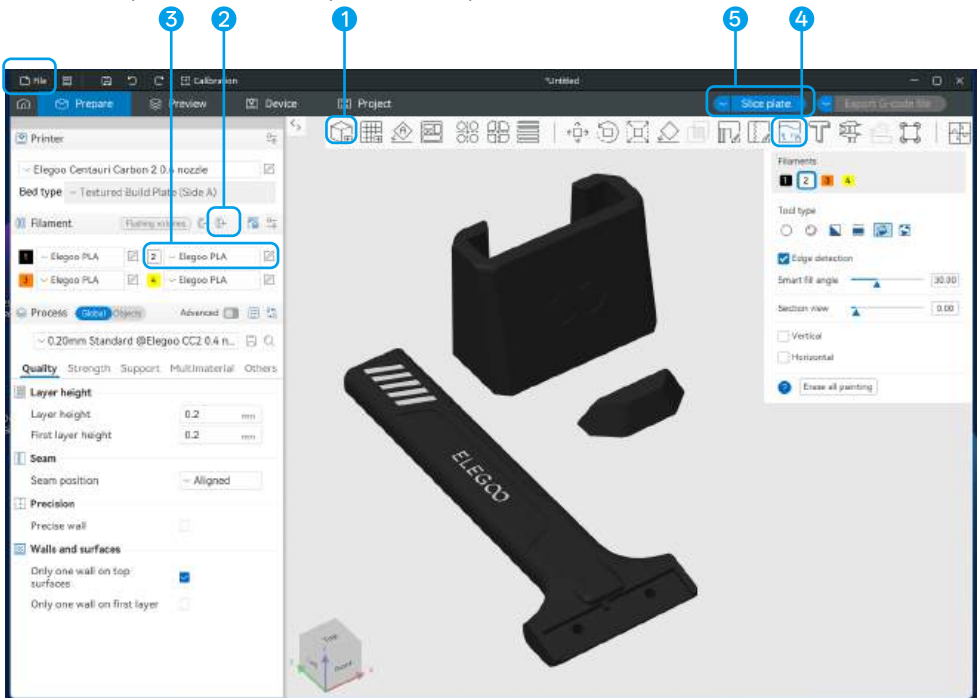 3 2 1 5 4
File Calibration *Untitled
Prepare Preview Device Project Slice plate Export G-code file
Printer
Elegoo Centauri Carbon 2 0.4 nozzle
Bed type Textured Build Plate (Side A)
Filament Flushing volumes
1 Elegoo PLA 2 Elegoo PLA
3 Elegoo PLA 4 Elegoo PLA
Process Global Objects Advanced
0.20mm Standard @Elegoo CC2 0.4 n...
Quality Strength Support Multimaterial Others
Layer height
Layer height 0.2 mm
First layer height 0.2 mm
Seam
Seam position Aligned
Precision
Precise wall
Walls and surfaces
Only one wall on top
surfaces
Only one wall on first layer
Filaments
1 2 3 4
Tool type
Edge detection
Smart fill angle 30.00
Section view 0.00
Vertical
Horizontal
? Erase all painting
ELEGOO
Top
Front